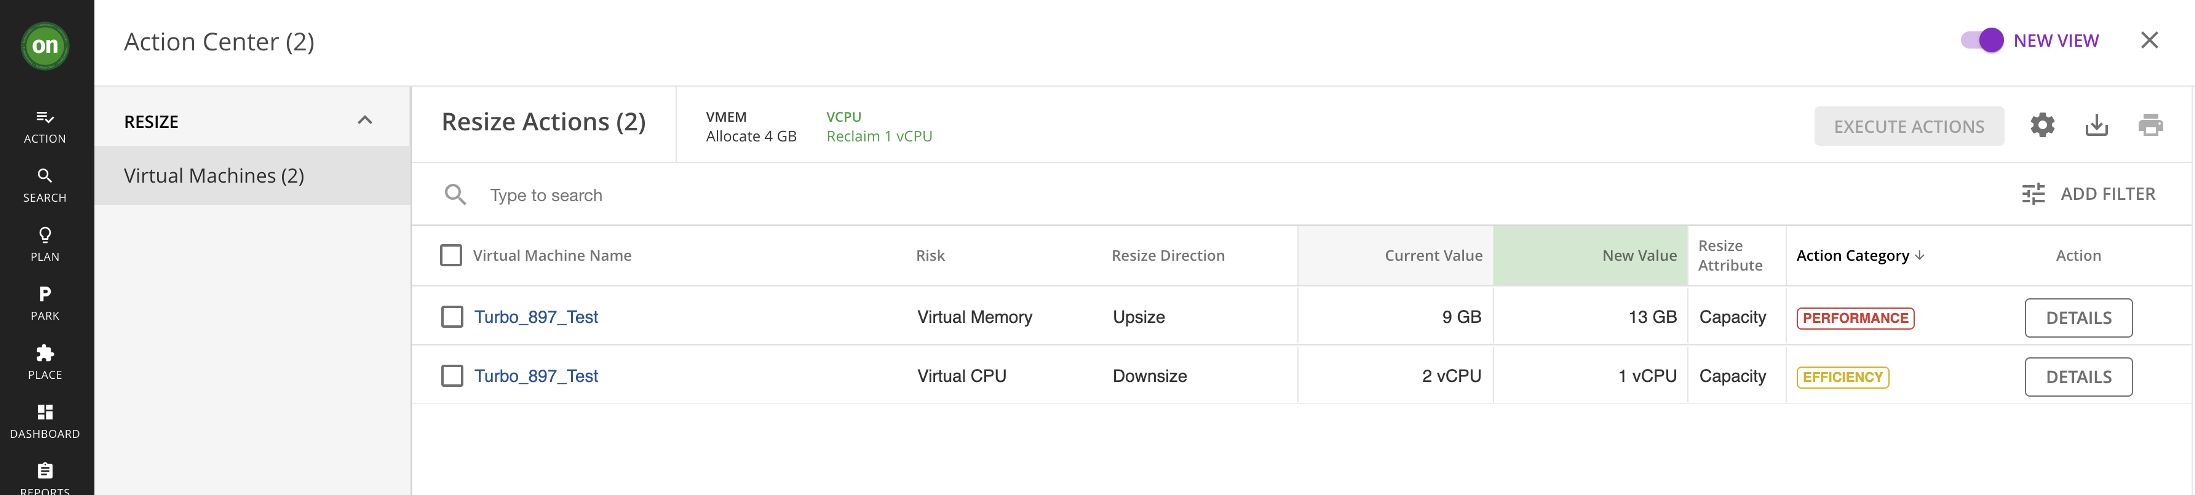 on
Action Center (2)
NEW VIEW
ACTION
SEARCH
PLAN
P
PARK
PLACE
DASHBOARD
REPORTS
RESIZE
Virtual Machines (2)
Resize Actions (2)
VMEM
Allocate 4 GB
VCPU
Reclaim 1 vCPU
EXECUTE ACTIONS
Type to search
ADD FILTER
Virtual Machine Name Risk Resize Direction Current Value New Value Resize Attribute Action Category ↓ Action
Turbo_897_Test Virtual Memory Upsize 9 GB 13 GB Capacity PERFORMANCE DETAILS
Turbo_897_Test Virtual CPU Downsize 2 vCPU 1 vCPU Capacity EFFICIENCY DETAILS